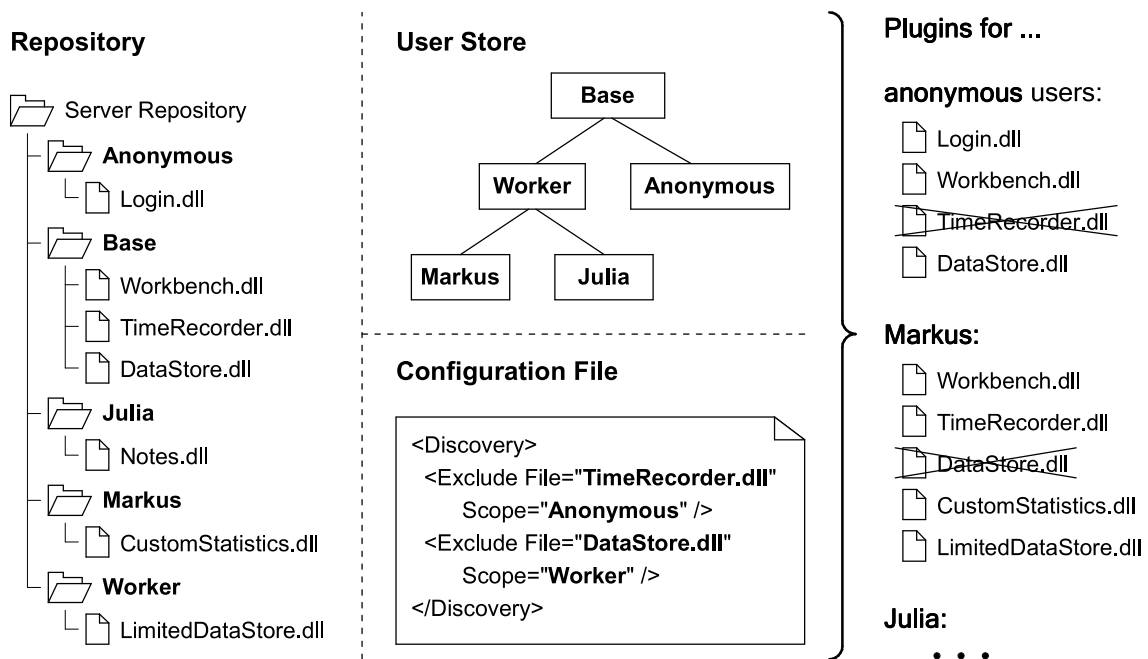 Repository
Server Repository
Anonymous
Login.dll
Base
Workbench.dll
TimeRecorder.dll
DataStore.dll
Julia
Notes.dll
Markus
CustomStatistics.dll
Worker
LimitedDataStore.dll
User Store
Base
Worker
Anonymous
Markus
Julia
Configuration File
<Discovery>
<Exclude File="TimeRecorder.dll"
Scope="Anonymous" />
<Exclude File="DataStore.dll"
Scope="Worker" />
</Discovery>
Plugins for ...
anonymous users:
Login.dll
Workbench.dll
TimeRecorder.dll
DataStore.dll
Markus:
Workbench.dll
TimeRecorder.dll
DataStore.dll
CustomStatistics.dll
LimitedDataStore.dll
Julia:
. . .